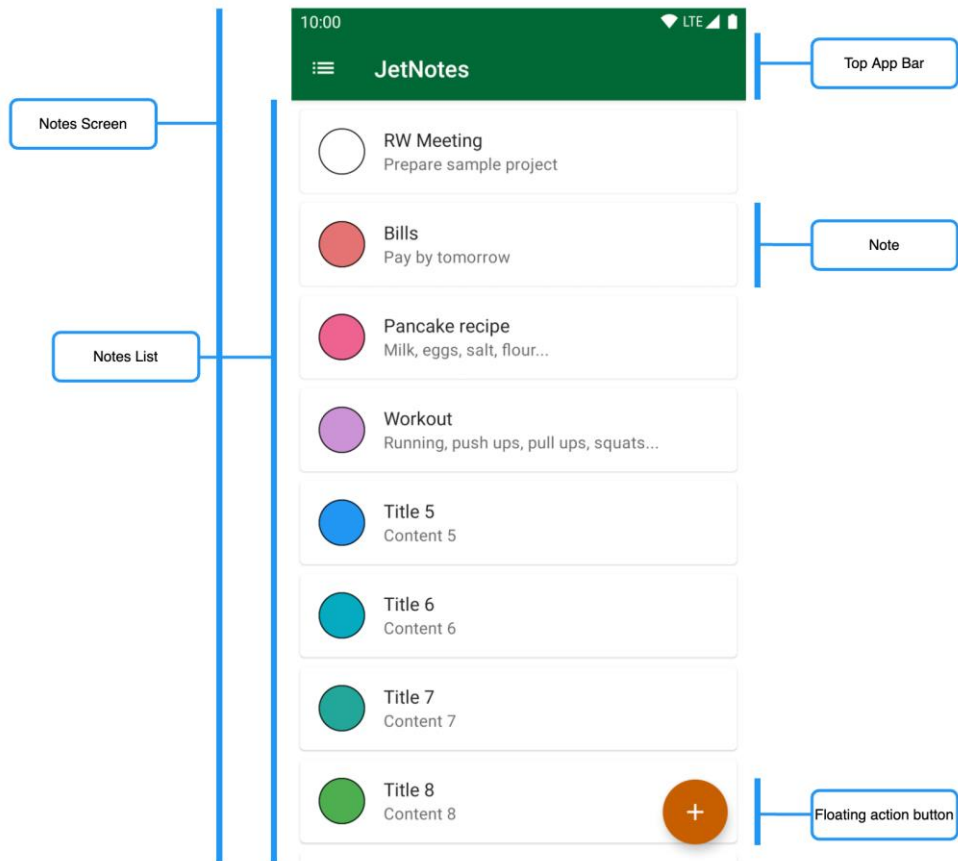 10:00
LTE
Top App Bar
JetNotes
Notes Screen
RW Meeting
Prepare sample project
Bills
Pay by tomorrow
Note
Pancake recipe
Milk, eggs, salt, flour...
Notes List
Workout
Running, push ups, pull ups, squats...
Title 5
Content 5
Title 6
Content 6
Title 7
Content 7
Title 8
Content 8
+
Floating action button